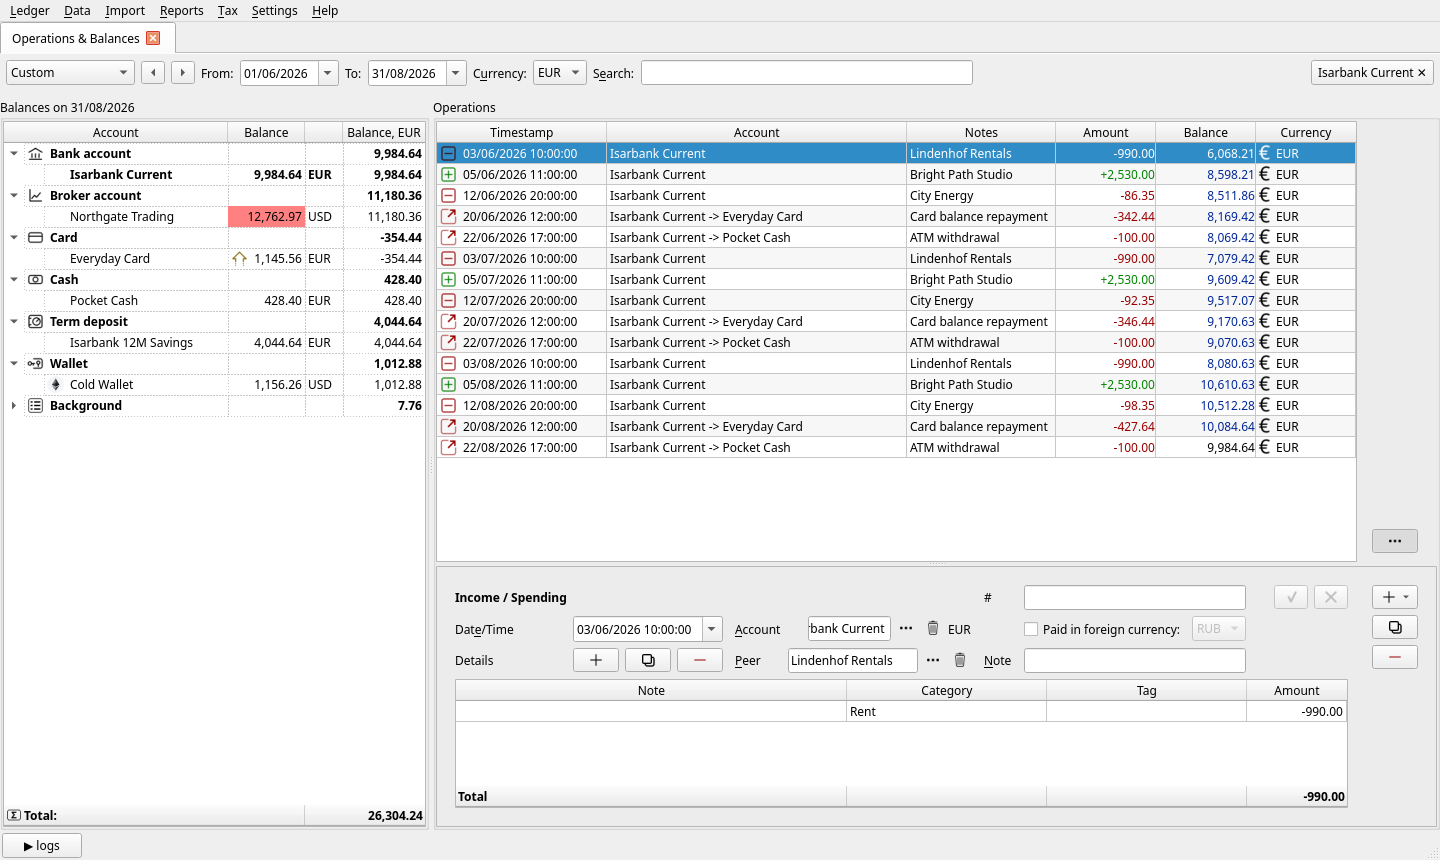 Ledger Data Import Reports Tax Settings Help
Operations & Balances
Custom From: 01/06/2026 To: 31/08/2026 Currency: EUR Search: Isarbank Current ×
Balances on 31/08/2026
Account Balance Balance, EUR
Bank account 9,984.64
Isarbank Current 9,984.64 EUR 9,984.64
Broker account 11,180.36
Northgate Trading 12,762.97 USD 11,180.36
Card -354.44
Everyday Card 1,145.56 EUR -354.44
Cash 428.40
Pocket Cash 428.40 EUR 428.40
Term deposit 4,044.64
Isarbank 12M Savings 4,044.64 EUR 4,044.64
Wallet 1,012.88
Cold Wallet 1,156.26 USD 1,012.88
Background 7.76
Total: 26,304.24
Operations
Timestamp Account Notes Amount Balance Currency
03/06/2026 10:00:00 Isarbank Current Lindenhof Rentals -990.00 6,068.21 € EUR
05/06/2026 11:00:00 Isarbank Current Bright Path Studio +2,530.00 8,598.21 € EUR
12/06/2026 20:00:00 Isarbank Current City Energy -86.35 8,511.86 € EUR
20/06/2026 12:00:00 Isarbank Current -> Everyday Card Card balance repayment -342.44 8,169.42 € EUR
22/06/2026 17:00:00 Isarbank Current -> Pocket Cash ATM withdrawal -100.00 8,069.42 € EUR
03/07/2026 10:00:00 Isarbank Current Lindenhof Rentals -990.00 7,079.42 € EUR
05/07/2026 11:00:00 Isarbank Current Bright Path Studio +2,530.00 9,609.42 € EUR
12/07/2026 20:00:00 Isarbank Current City Energy -92.35 9,517.07 € EUR
20/07/2026 12:00:00 Isarbank Current -> Everyday Card Card balance repayment -346.44 9,170.63 € EUR
22/07/2026 17:00:00 Isarbank Current -> Pocket Cash ATM withdrawal -100.00 9,070.63 € EUR
03/08/2026 10:00:00 Isarbank Current Lindenhof Rentals -990.00 8,080.63 € EUR
05/08/2026 11:00:00 Isarbank Current Bright Path Studio +2,530.00 10,610.63 € EUR
12/08/2026 20:00:00 Isarbank Current City Energy -98.35 10,512.28 € EUR
20/08/2026 12:00:00 Isarbank Current -> Everyday Card Card balance repayment -427.64 10,084.64 € EUR
22/08/2026 17:00:00 Isarbank Current -> Pocket Cash ATM withdrawal -100.00 9,984.64 € EUR
Income / Spending #
Date/Time 03/06/2026 10:00:00 Account bank Current EUR Paid in foreign currency: RUB
Details Peer Lindenhof Rentals Note
Note Category Tag Amount
Rent -990.00
Total -990.00
▶ logs